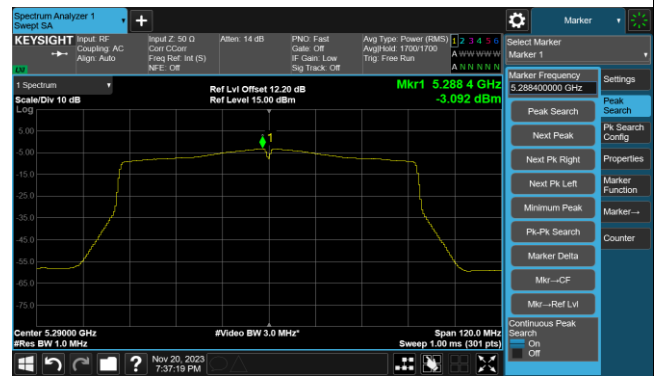 Spectrum Analyzer 1
Swept SA
+
Marker
KEYSIGHT
Input: RF
Coupling: AC
Align: Auto
Input Z: 50 Ω
Corr CCorr
Freq Ref: Int (S)
NFE: Off
Atten: 14 dB
PNO: Fast
Gate: Off
IF Gain: Low
Sig Track: Off
Avg Type: Power (RMS)
Avg|Hold: 1700/1700
Trig: Free Run
1 2 3 4 5 6
A W W W W W
A N N N N N
Select Marker
Marker 1
1 Spectrum
Scale/Div 10 dB
Ref Lvl Offset 12.20 dB
Ref Level 15.00 dBm
Mkr1 5.288 4 GHz
-3.092 dBm
Log
5.00
-5.00
-15.0
-25.0
-35.0
-45.0
-55.0
-65.0
-75.0
1
Center 5.29000 GHz
#Res BW 1.0 MHz
#Video BW 3.0 MHz*
Span 120.0 MHz
Sweep 1.00 ms (301 pts)
Marker Frequency
5.288400000 GHz
Peak Search
Next Peak
Next Pk Right
Next Pk Left
Minimum Peak
Pk-Pk Search
Marker Delta
Mkr→CF
Mkr→Ref Lvl
Continuous Peak
Search
On
Off
Settings
Peak
Search
Pk Search
Config
Properties
Marker
Function
Marker→
Counter
?
Nov 20, 2023
7:37:19 PM